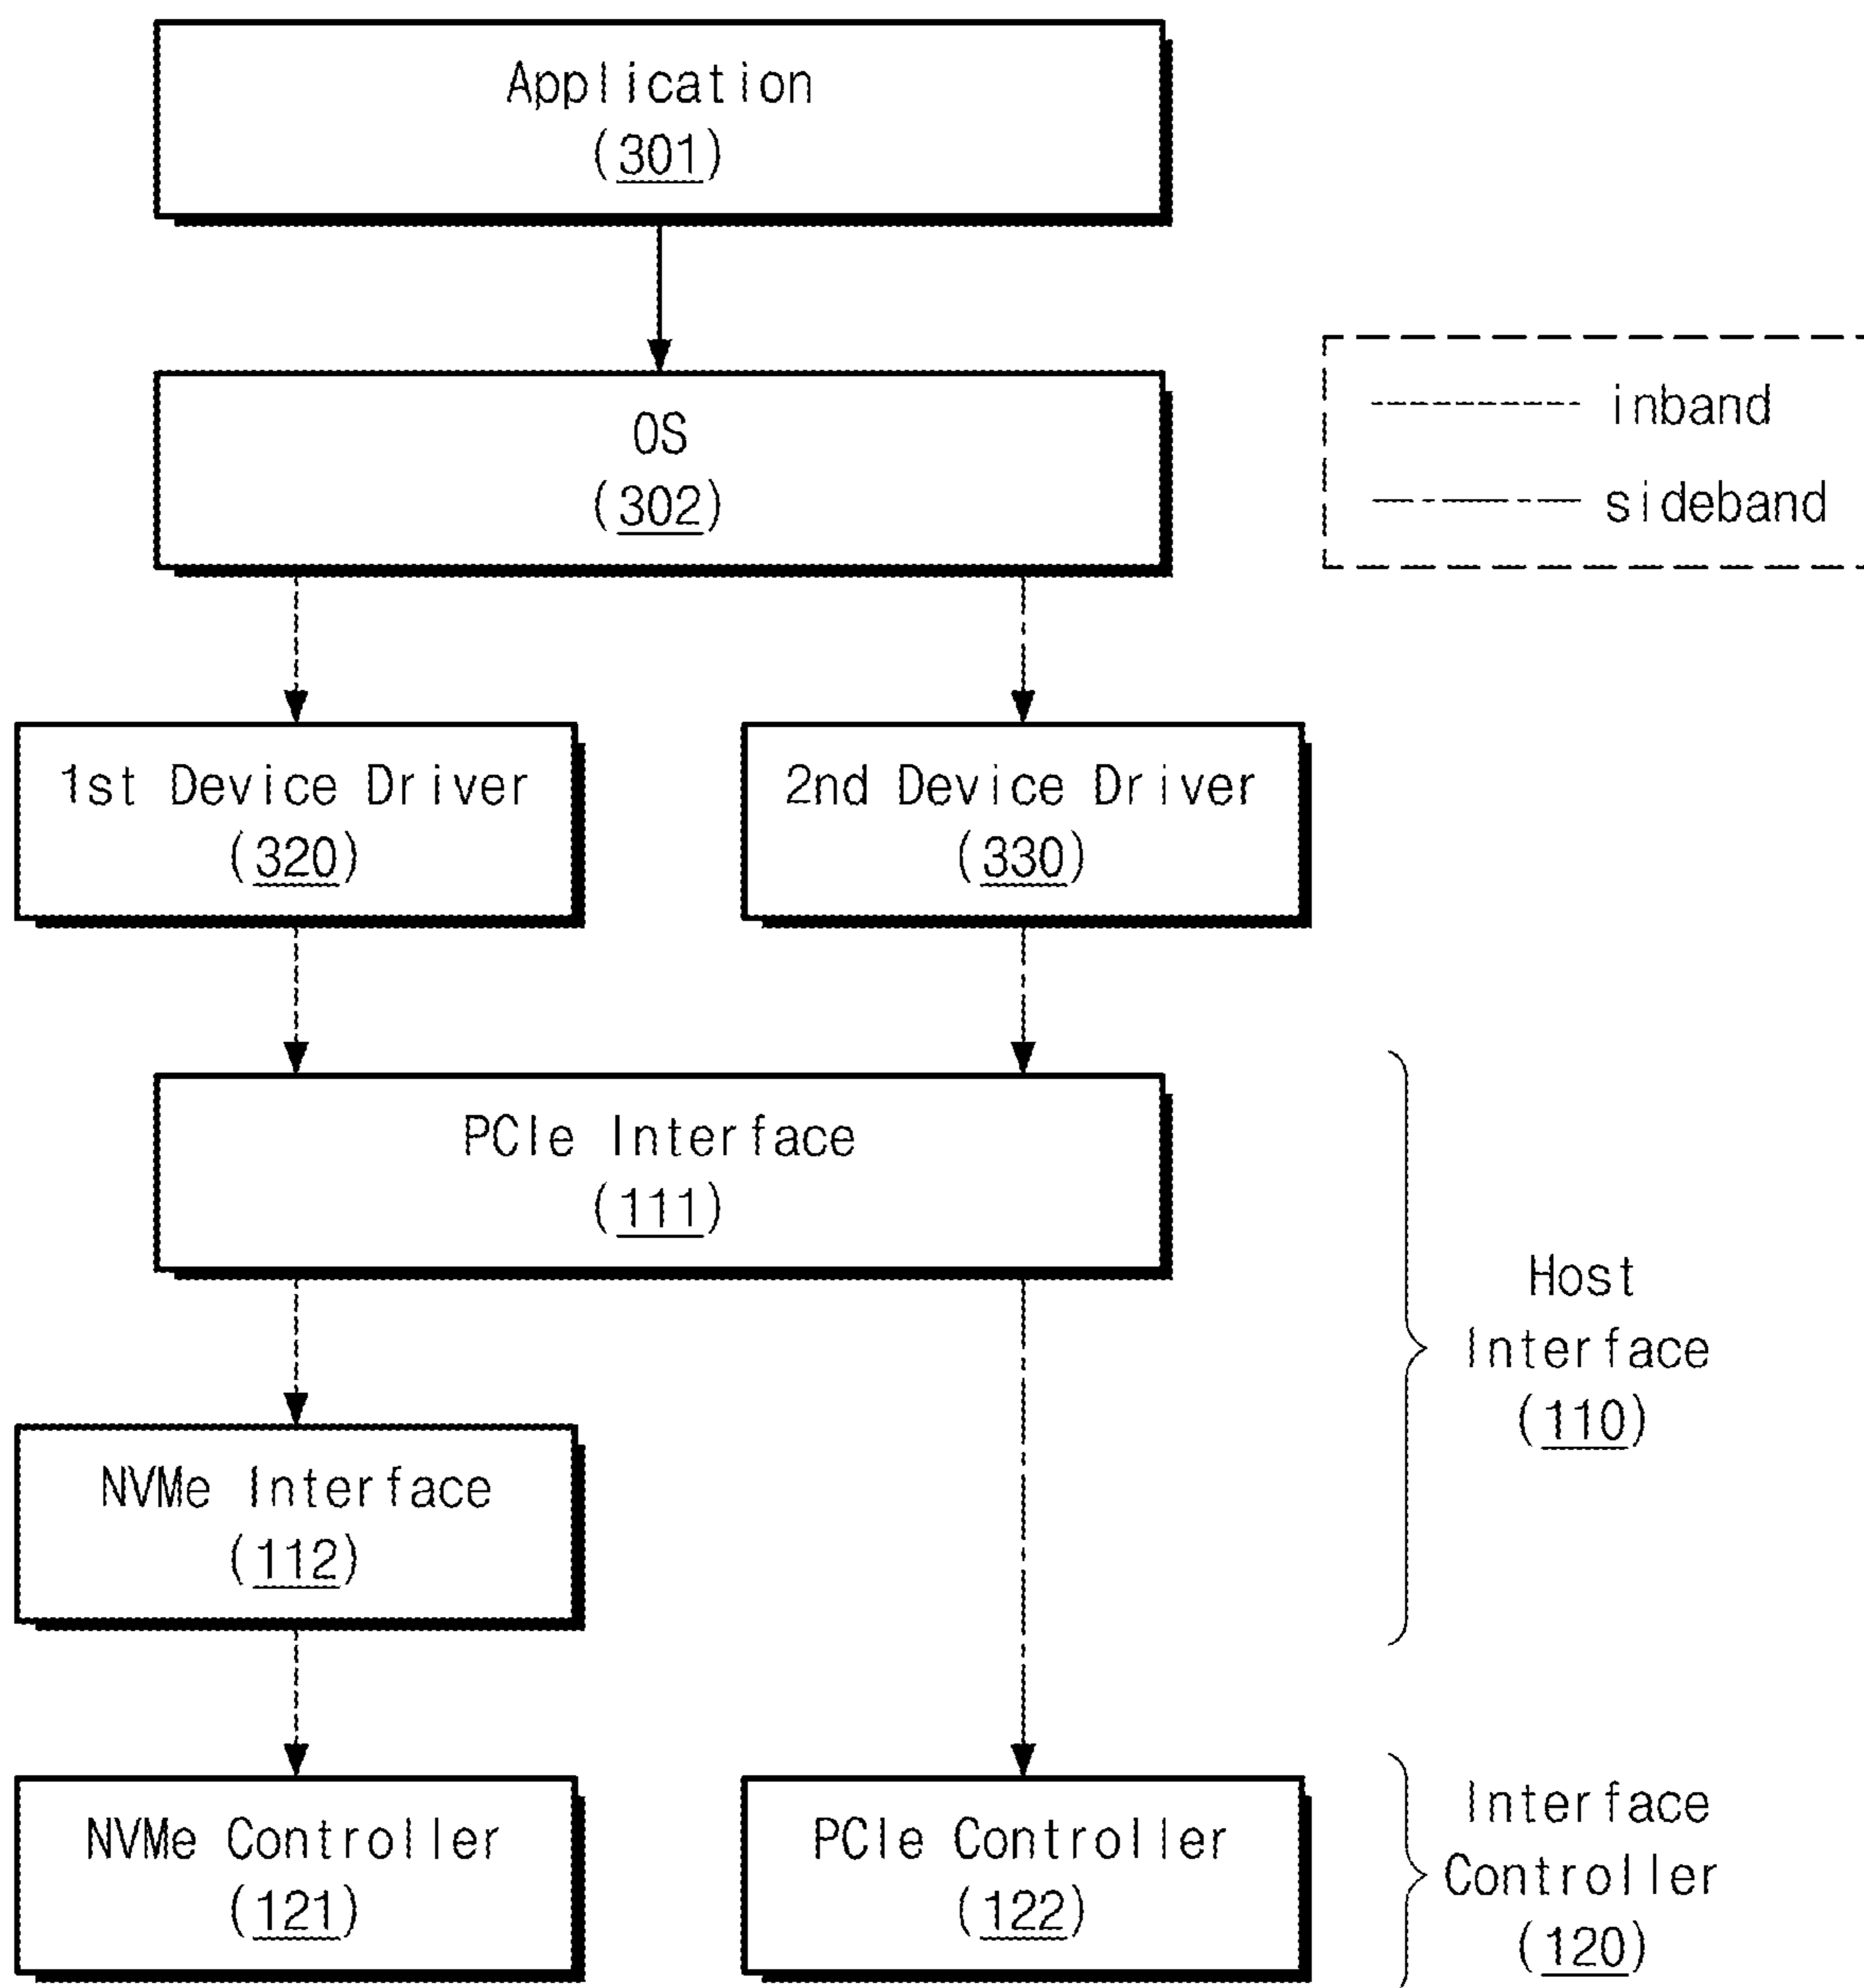 Application
(301)
OS
(302)
inband
sideband
1st Device Driver
(320)
2nd Device Driver
(330)
PCIe Interface
(111)
Host
Interface
(110)
NVMe Interface
(112)
NVMe Controller
(121)
PCIe Controller
(122)
Interface
Controller
(120)